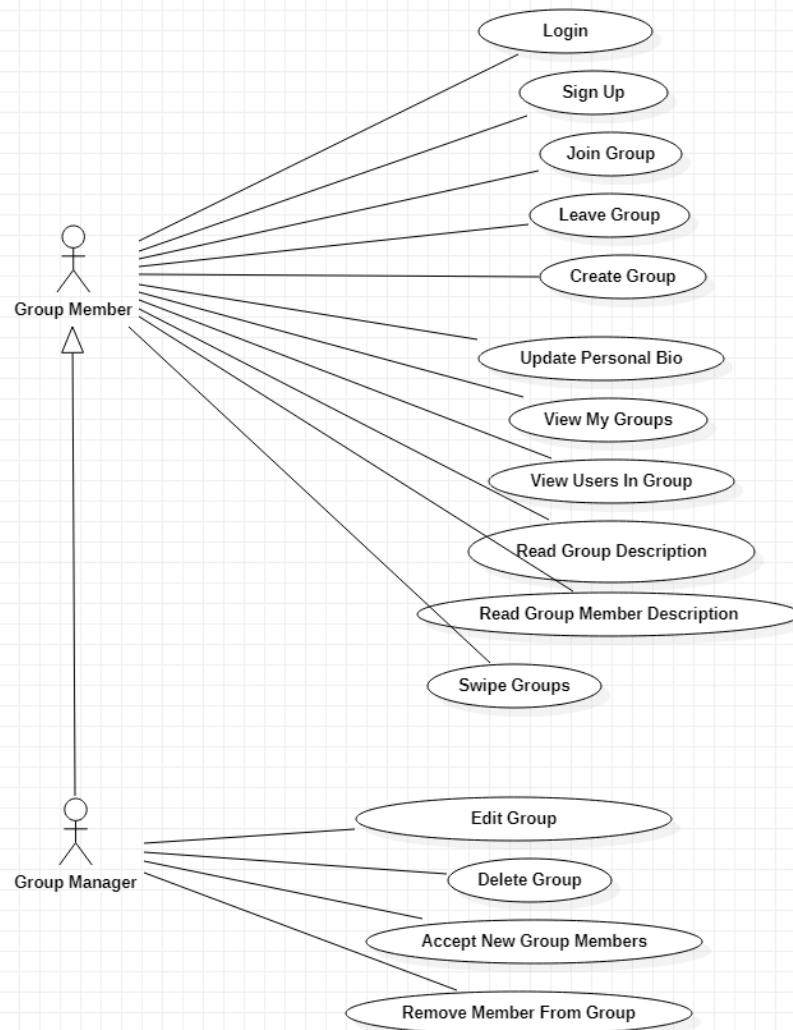 Login
Sign Up
Join Group
Leave Group
Create Group
Group Member
Update Personal Bio
View My Groups
View Users In Group
Read Group Description
Read Group Member Description
Swipe Groups
Edit Group
Delete Group
Group Manager
Accept New Group Members
Remove Member From Group